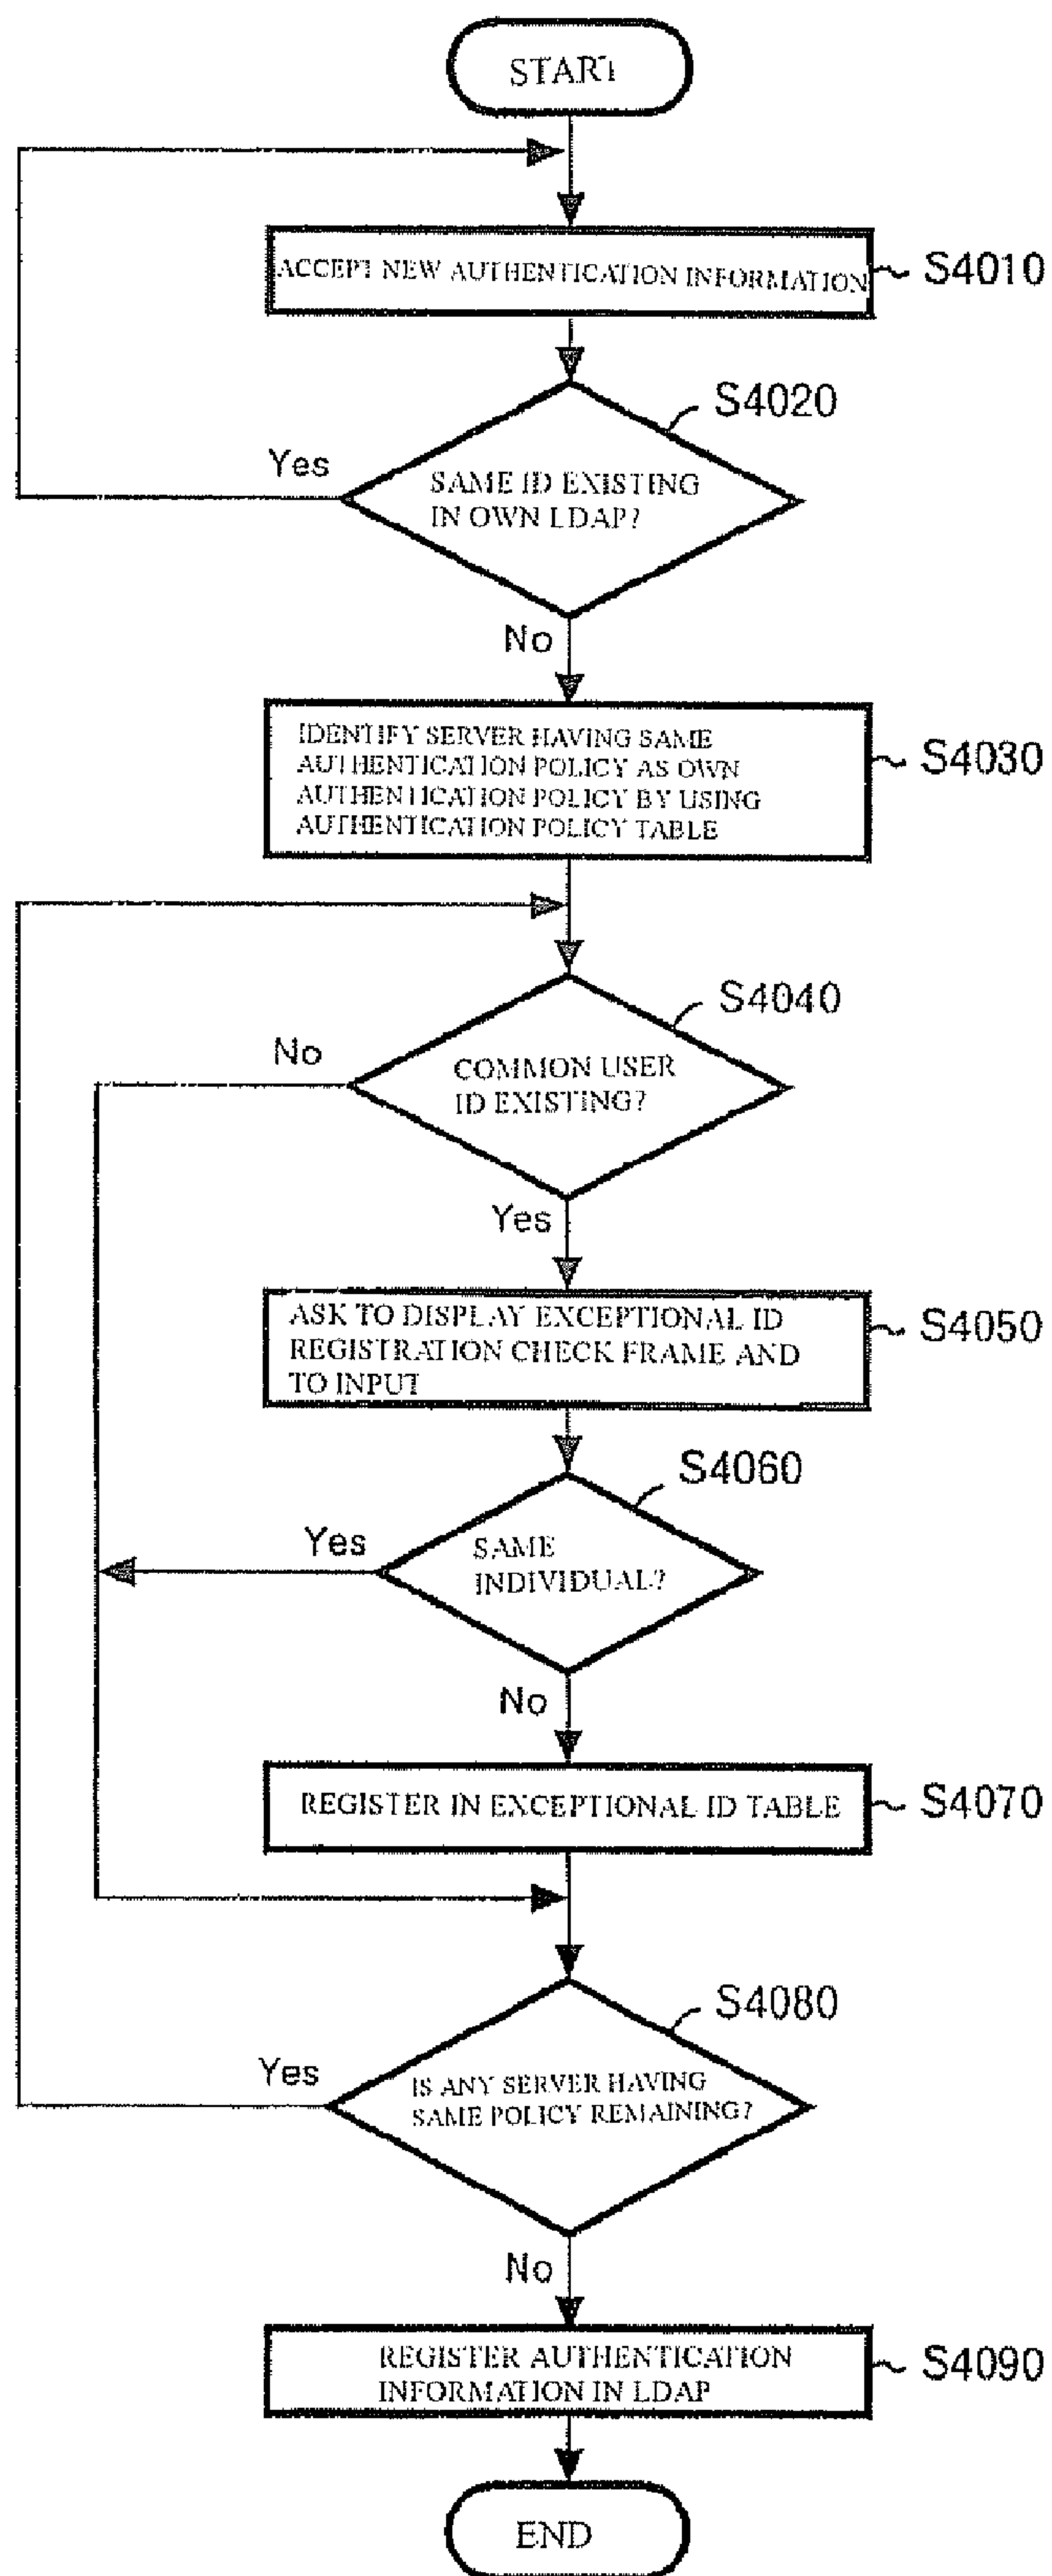 START
ACCEPT NEW AUTHENTICATION INFORMATION
S4010
S4020
Yes
SAME ID EXISTING
IN OWN LDAP?
No
IDENTIFY SERVER HAVING SAME
AUTHENTICATION POLICY AS OWN
AUTHENTICATION POLICY BY USING
AUTHENTICATION POLICY TABLE
S4030
S4040
No
COMMON USER
ID EXISTING?
Yes
ASK TO DISPLAY EXCEPTIONAL ID
REGISTRATION CHECK FRAME AND
TO INPUT
S4050
S4060
Yes
SAME
INDIVIDUAL?
No
REGISTER IN EXCEPTIONAL ID TABLE
S4070
S4080
Yes
IS ANY SERVER HAVING
SAME POLICY REMAINING?
No
REGISTER AUTHENTICATION
INFORMATION IN LDAP
S4090
END